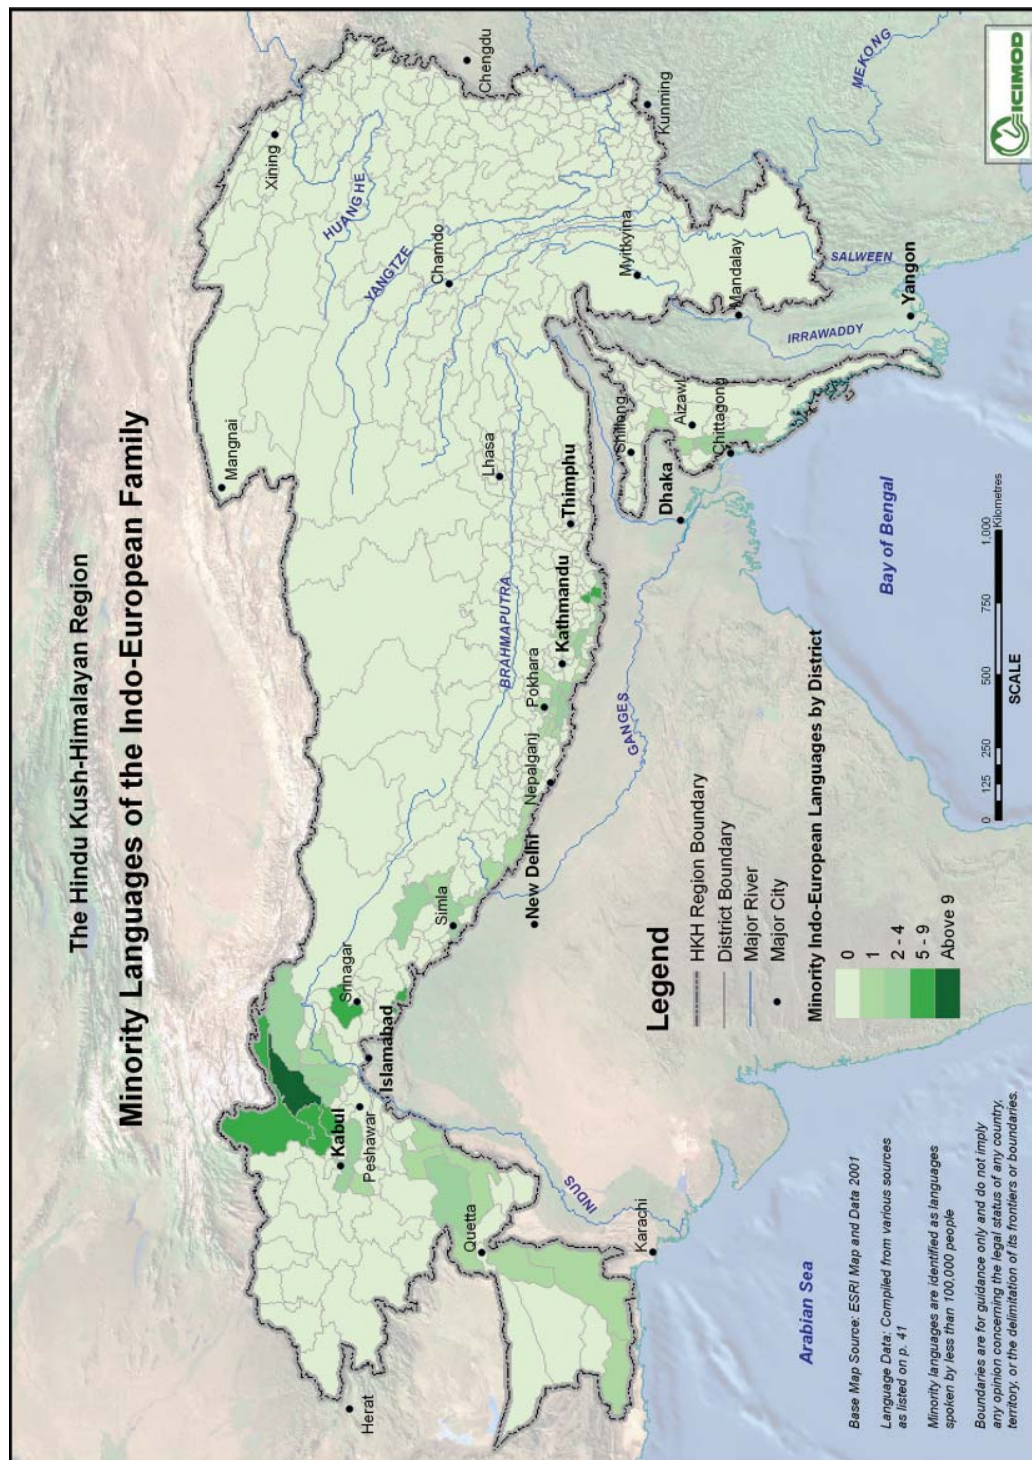 The Hindu Kush-Himalayan Region
Minority Languages of the Indo-European Family
Mangnai
Xining
HUANG HE
YANGTZE
Chamdo
Chengdu
Lhasa
BRAHMAPUTRA
Srinagar
Simla
Kabul
Peshawar
Islamabad
Herat
Quetta
INDUS
Karachi
New Delhi
Nepalganj
Pokhara
Kathmandu
Thimphu
GANGES
Dhaka
Shillong
Aizawl
Chittagong
Myitkyina
Kunming
Mandalay
MEKONG
SALWEEN
IRRAWADDY
Yangon
Arabian Sea
Bay of Bengal
Legend
HKH Region Boundary
District Boundary
Major River
Major City
Minority Indo-European Languages by District
0
1
2 - 4
5 - 9
Above 9
0 125 250 500 750 1,000
Kilometres
SCALE
Base Map Source: ESRI Map and Data 2001
Language Data: Compiled from various sources
as listed on p. 41
Minority languages are identified as languages
spoken by less than 100,000 people
Boundaries are for guidance only and do not imply
any opinion concerning the legal status of any country,
territory, or the delimitation of its frontiers or boundaries.
ICIMOD